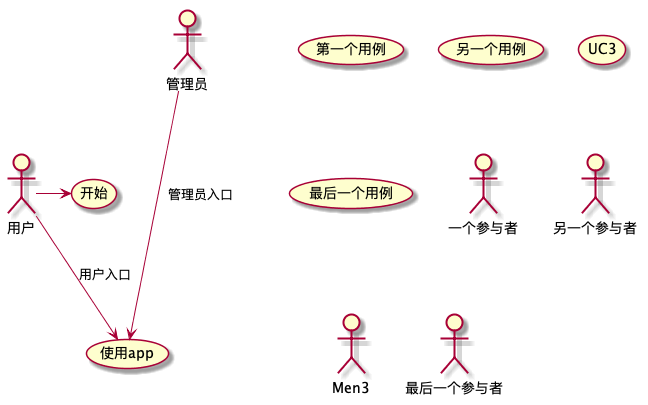 管理员
第一个用例
另一个用例
UC3
管理员入口
用户
开始
最后一个用例
一个参与者
另一个参与者
用户入口
使用app
Men3
最后一个参与者